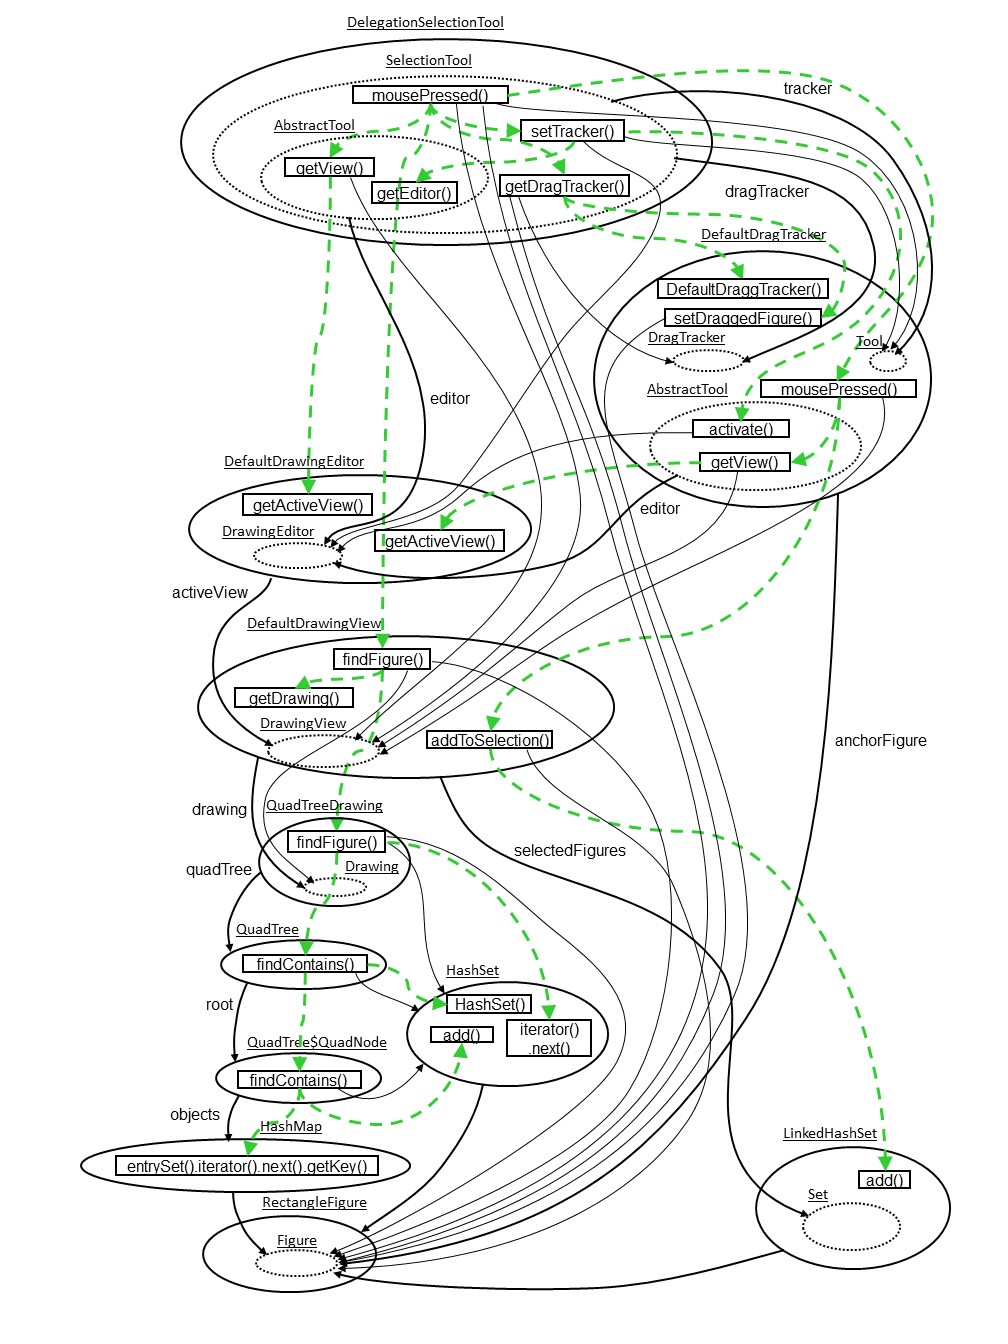 DelegationSelectionTool
SelectionTool
mousePressed()
tracker
AbstractTool
setTracker()
getView()
getEditor()
getDragTracker()
dragTracker
DefaultDragTracker
DefaultDraggTracker()
setDraggedFigure()
DragTracker
Tool
AbstractTool
mousePressed()
editor
activate()
getView()
DefaultDrawingEditor
getActiveView()
editor
DrawingEditor
getActiveView()
activeView
DefaultDrawingView
findFigure()
getDrawing()
DrawingView
addToSelection()
anchorFigure
drawing
QuadTreeDrawing
findFigure()
selectedFigures
quadTree
Drawing
QuadTree
findContains()
HashSet
root
HashSet()
add()
iterator()
.next()
QuadTree$QuadNode
findContains()
objects
HashMap
LinkedHashSet
entrySet().iterator().next().getKey()
add()
RectangleFigure
Set
Figure